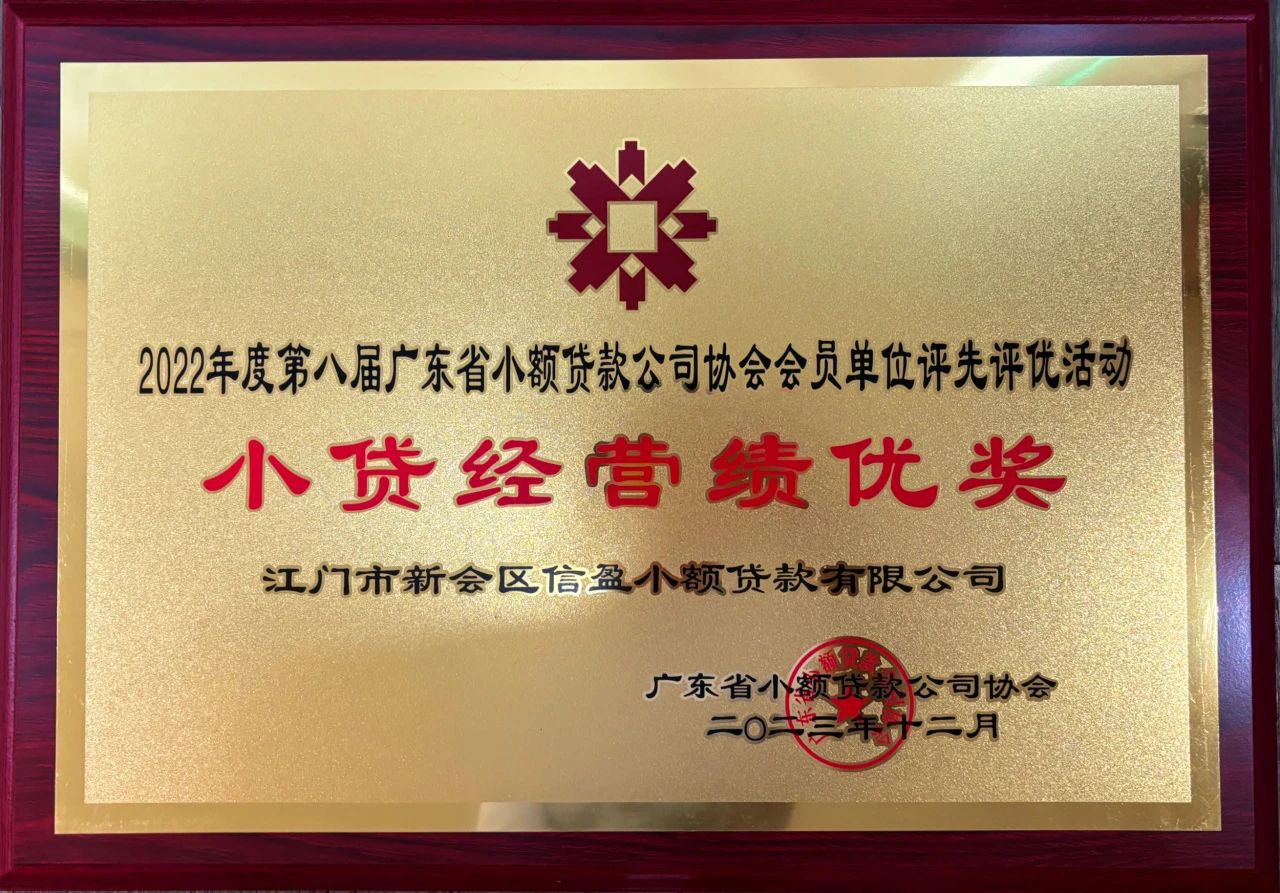 2022年度第八届广东省小额贷款公司协会会员单位评先评优活动
小贷经营绩优奖
江门市新会区信盈小额贷款有限公司
广东省小额贷款公司协会
二〇二三年十二月